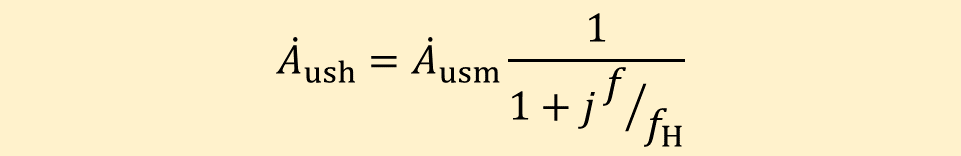 Ȧush = Ȧusm 1 / (1 + j f/fH)